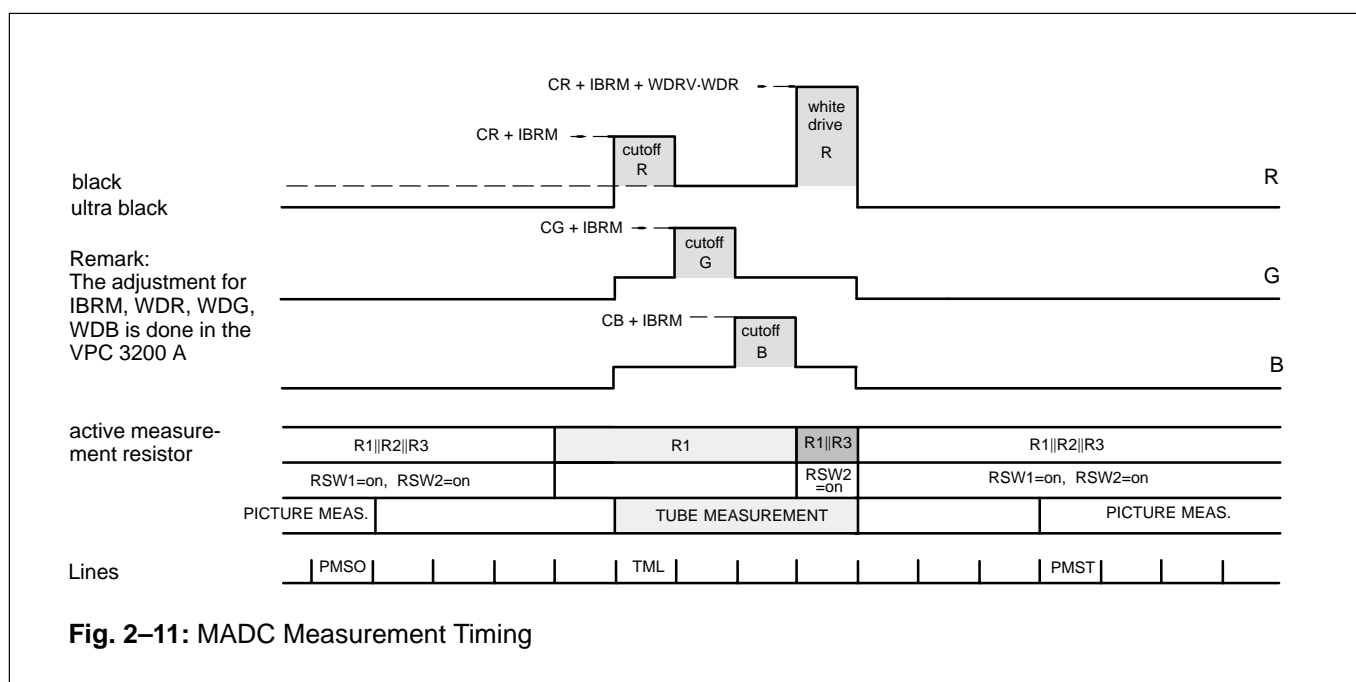 CR + IBRM + WDRV·WDR
white
drive
R
CR + IBRM
cutoff
R
black
ultra black
R
CG + IBRM
cutoff
G
G
Remark:
The adjustment for
IBRM, WDR, WDG,
WDB is done in the
VPC 3200 A
CB + IBRM
cutoff
B
B
active measure-
ment resistor
R1||R2||R3
R1
R1||R3
R1||R2||R3
RSW1=on, RSW2=on
RSW2
=on
RSW1=on, RSW2=on
PICTURE MEAS.
TUBE MEASUREMENT
PICTURE MEAS.
Lines
PMSO
TML
PMST
Fig. 2–11: MADC Measurement Timing